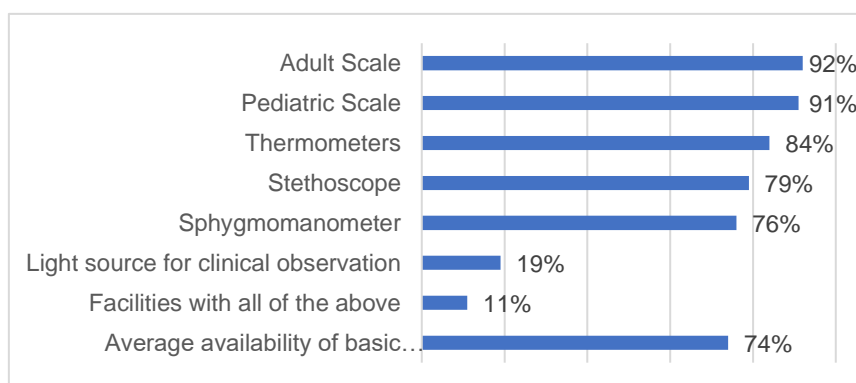 Adult Scale 92%
Pediatric Scale 91%
Thermometers 84%
Stethoscope 79%
Sphygmomanometer 76%
Light source for clinical observation 19%
Facilities with all of the above 11%
Average availability of basic… 74%